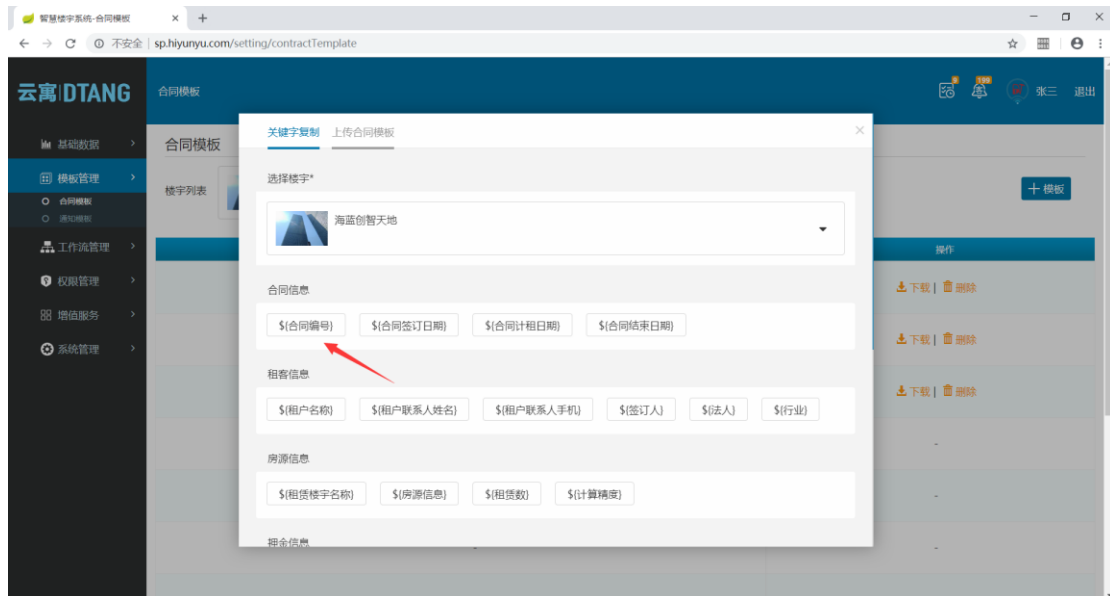 智慧楼宇系统-合同模板
不安全 | sp.hiyunyu.com/setting/contractTemplate
云寓|DTANG
合同模板
张三 退出
基础数据
模板管理
合同模板
通知模板
工作流管理
权限管理
增值服务
系统管理
合同模板
楼宇列表
十模板
操作
下载 | 删除
下载 | 删除
下载 | 删除
-
-
-
-
关键字复制 上传合同模板
选择楼宇*
海蓝创智天地
合同信息
${合同编号} ${合同签订日期} ${合同计租日期} ${合同结束日期}
租客信息
${租户名称} ${租户联系人姓名} ${租户联系人手机} ${签订人} ${法人} ${行业}
房源信息
${租赁楼宇名称} ${房源信息} ${租赁数} ${计算精度}
押金信息